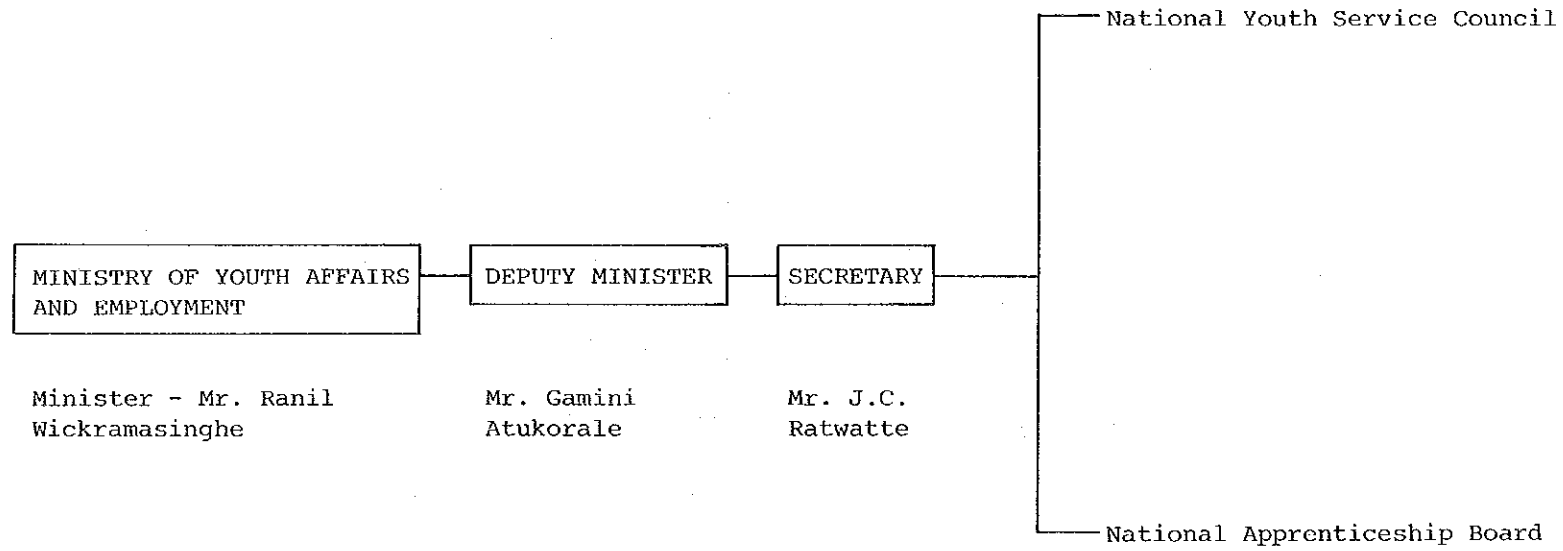 National Youth Service Council
MINISTRY OF YOUTH AFFAIRS
AND EMPLOYMENT
DEPUTY MINISTER
SECRETARY
Minister - Mr. Ranil
Wickramasinghe
Mr. Gamini
Atukorale
Mr. J.C.
Ratwatte
National Apprenticeship Board